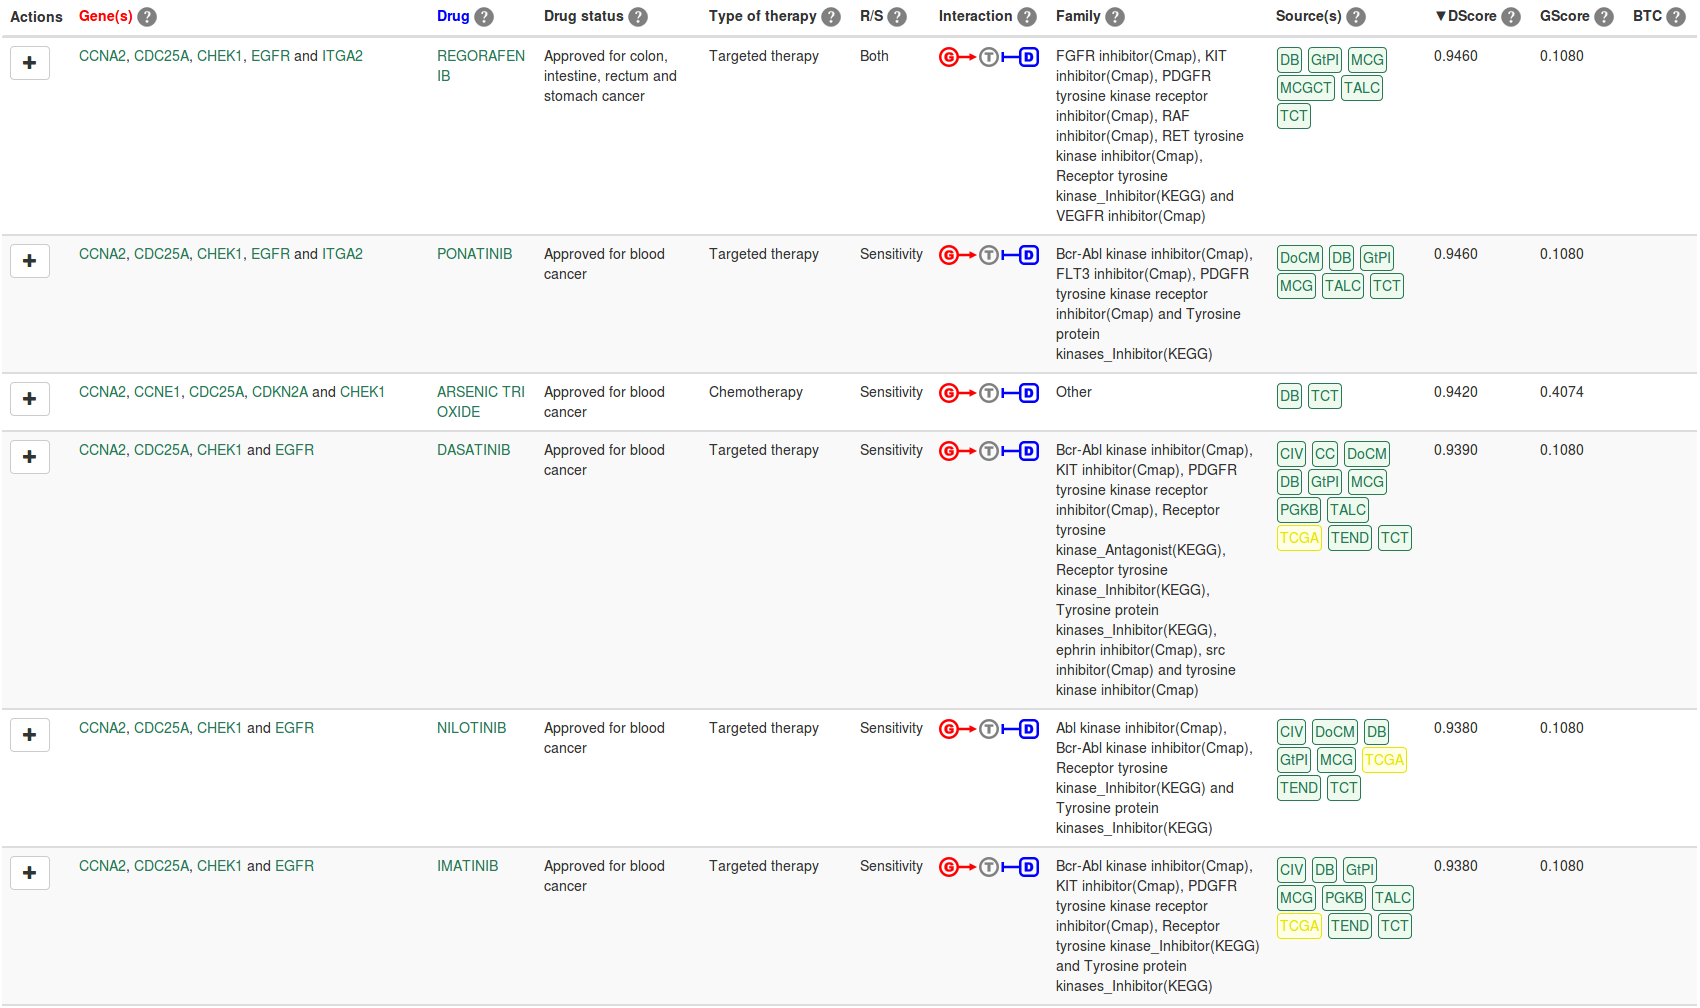 Actions Gene(s) ? Drug ? Drug status ? Type of therapy ? R/S ? Interaction ? Family ? Source(s) ? ▼DScore ? GScore ? BTC ?
+ CCNA2, CDC25A, CHEK1, EGFR and ITGA2 REGORAFEN Approved for colon, Targeted therapy Both G T D FGFR inhibitor(Cmap), KIT DB GtPl MCG 0.9460 0.1080
IB intestine, rectum and inhibitor(Cmap), PDGFR MCGCT TALC
stomach cancer tyrosine kinase receptor TCT
inhibitor(Cmap), RAF
inhibitor(Cmap), RET tyrosine
kinase inhibitor(Cmap),
Receptor tyrosine
kinase_Inhibitor(KEGG) and
VEGFR inhibitor(Cmap)
+ CCNA2, CDC25A, CHEK1, EGFR and ITGA2 PONATINIB Approved for blood Targeted therapy Sensitivity G T D Bcr-Abl kinase inhibitor(Cmap), DoCM DB GtPl 0.9460 0.1080
cancer FLT3 inhibitor(Cmap), PDGFR MCG TALC TCT
tyrosine kinase receptor
inhibitor(Cmap) and Tyrosine
protein
kinases_Inhibitor(KEGG)
+ CCNA2, CCNE1, CDC25A, CDKN2A and CHEK1 ARSENIC TRI Approved for blood Chemotherapy Sensitivity G T D Other DB TCT 0.9420 0.4074
OXIDE cancer
+ CCNA2, CDC25A, CHEK1 and EGFR DASATINIB Approved for blood Targeted therapy Sensitivity G T D Bcr-Abl kinase inhibitor(Cmap), CIV CC DoCM 0.9390 0.1080
cancer KIT inhibitor(Cmap), PDGFR DB GtPl MCG
tyrosine kinase receptor PGKB TALC
inhibitor(Cmap), Receptor TCGA TEND TCT
tyrosine
kinase_Antagonist(KEGG),
Receptor tyrosine
kinase_Inhibitor(KEGG),
Tyrosine protein
kinases_Inhibitor(KEGG),
ephrin inhibitor(Cmap), src
inhibitor(Cmap) and tyrosine
kinase inhibitor(Cmap)
+ CCNA2, CDC25A, CHEK1 and EGFR NILOTINIB Approved for blood Targeted therapy Sensitivity G T D Abl kinase inhibitor(Cmap), CIV DoCM DB 0.9380 0.1080
cancer Bcr-Abl kinase inhibitor(Cmap), GtPl MCG TCGA
Receptor tyrosine TEND TCT
kinase_Inhibitor(KEGG) and
Tyrosine protein
kinases_Inhibitor(KEGG)
+ CCNA2, CDC25A, CHEK1 and EGFR IMATINIB Approved for blood Targeted therapy Sensitivity G T D Bcr-Abl kinase inhibitor(Cmap), CIV DB GtPl 0.9380 0.1080
cancer KIT inhibitor(Cmap), PDGFR MCG PGKB TALC
tyrosine kinase receptor TCGA TEND TCT
inhibitor(Cmap), Receptor
tyrosine kinase_Inhibitor(KEGG)
and Tyrosine protein
kinases_Inhibitor(KEGG)